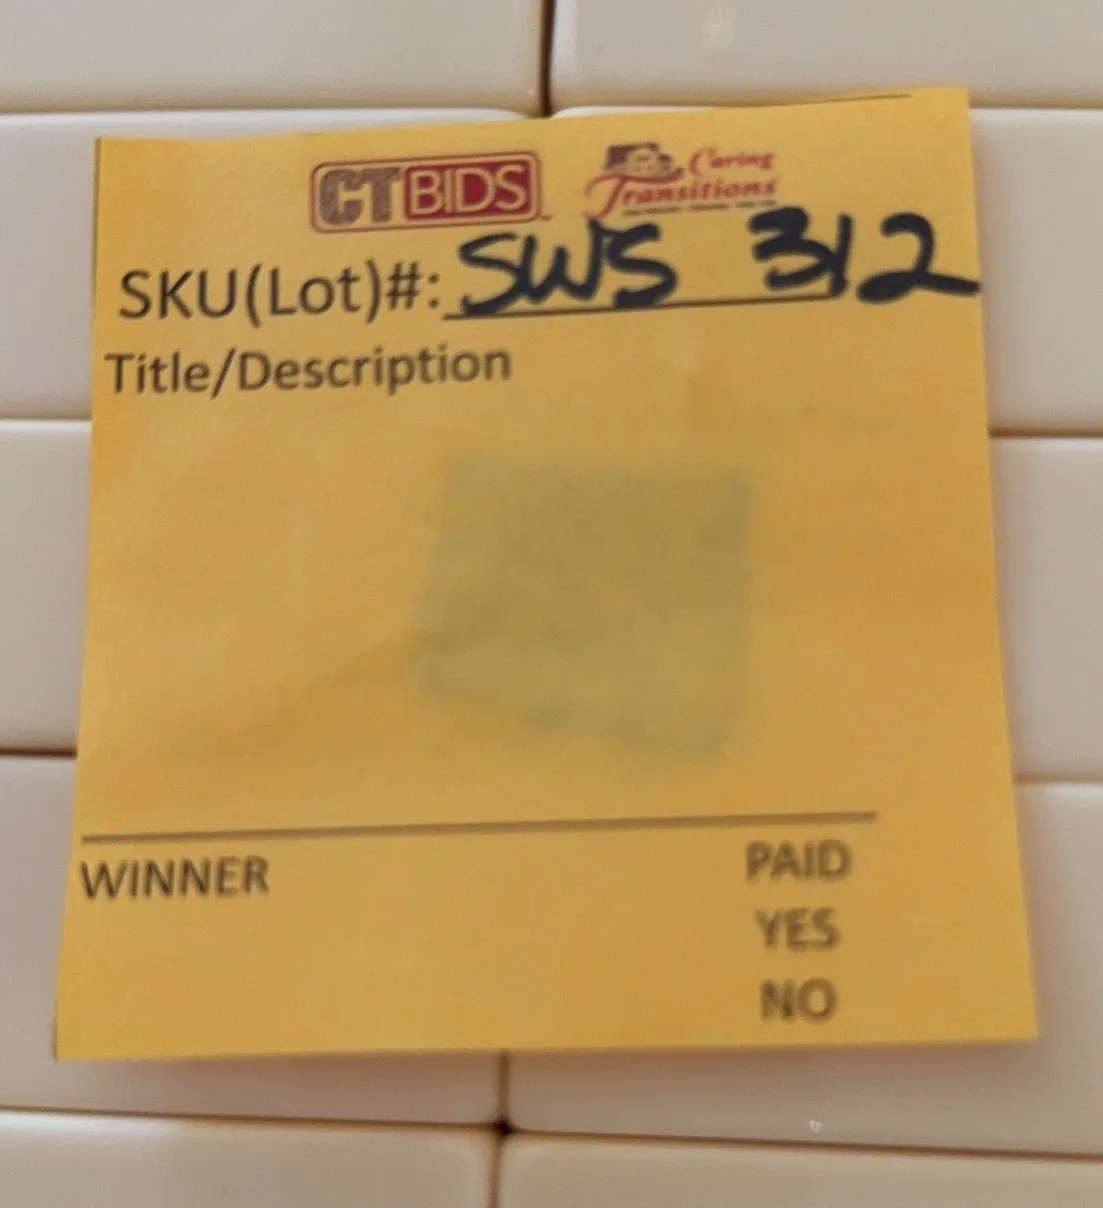 CTBIDS Caring Transitions
SKU(Lot)#: SWS 312
Title/Description
WINNER PAID
YES
NO